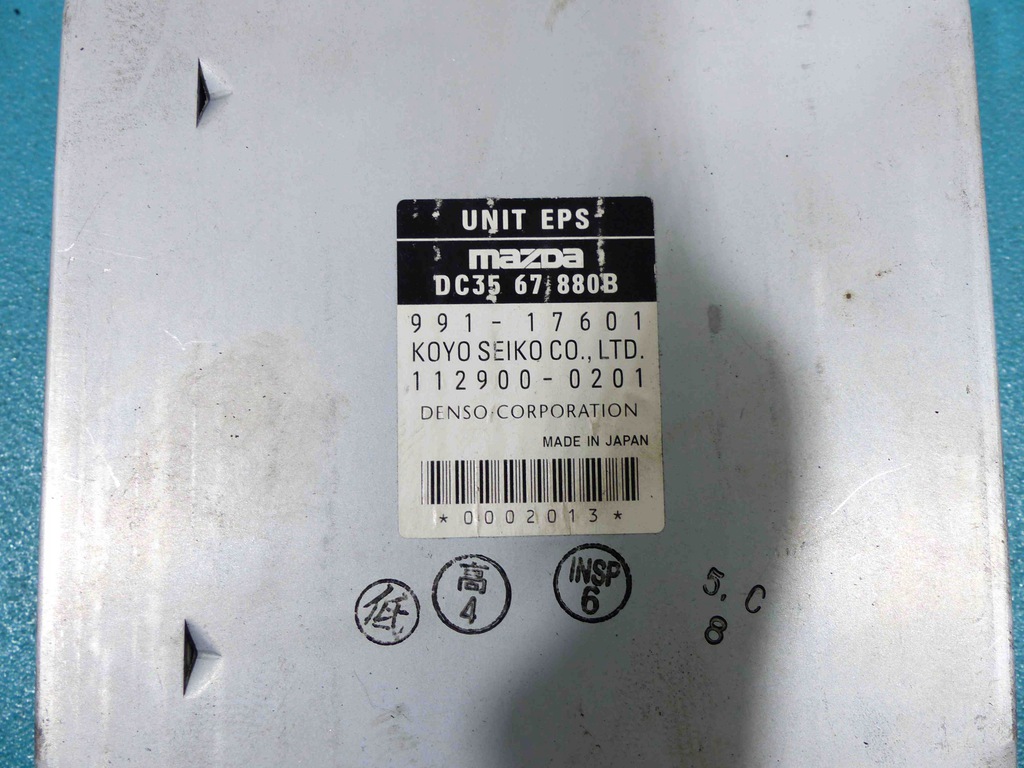 UNIT EPS
mazda
DC35 67 880B
991-17601
KOYO SEIKO CO., LTD.
112900-0201
DENSO CORPORATION
MADE IN JAPAN
*0002013*
低
高
4
INSP
6
5. C
8